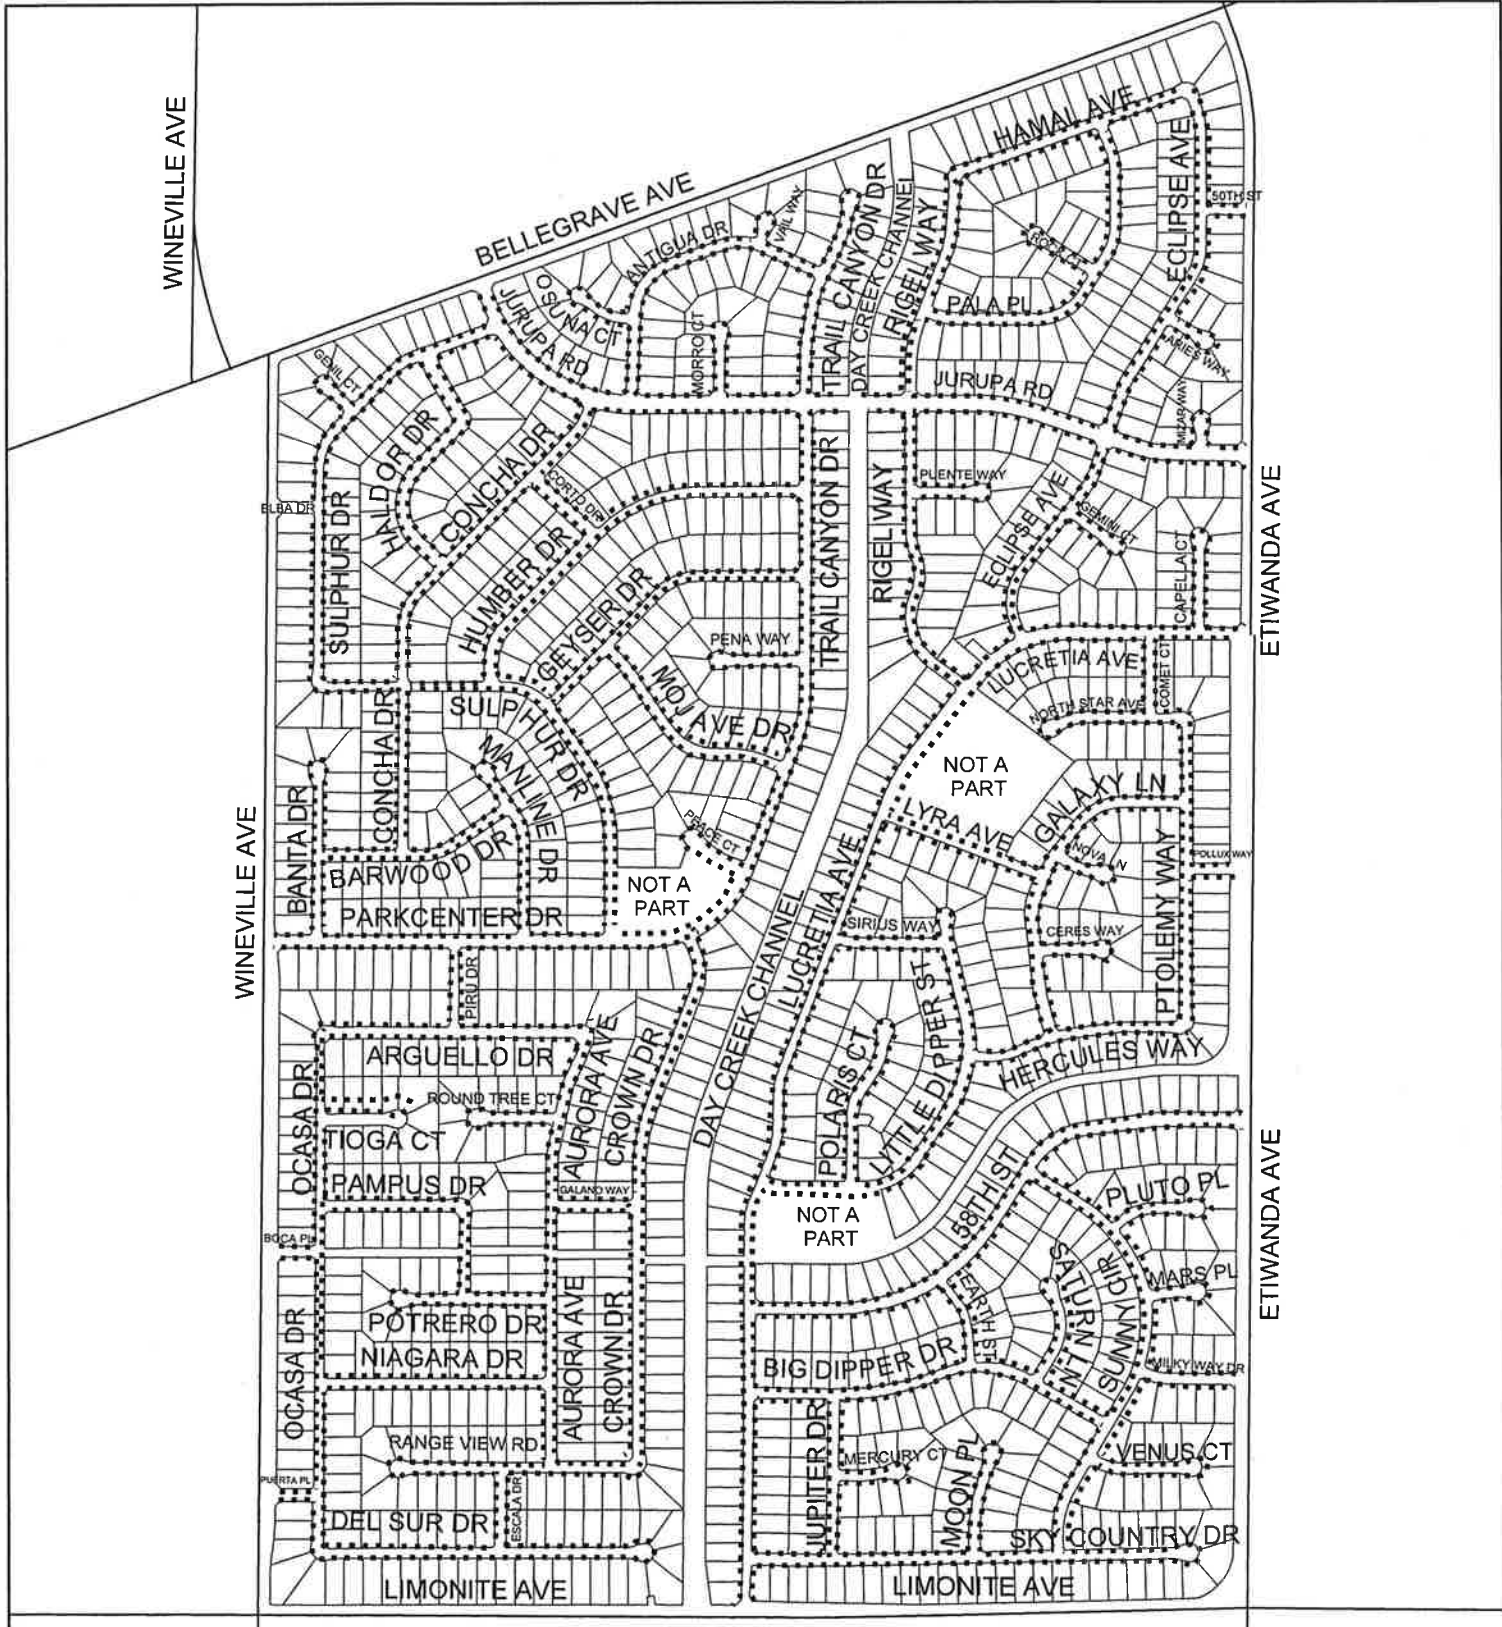 WINEVILLE AVE
BELLEGRAVE AVE
HAMAL AVE
ECLIPSE AVE
50TH ST
VAIL WAY
ANTIGUA DR
TRAIL CANYON DR
DAY CREEK CHANNEL
RIGEL WAY
ROCA CT
PALA PL
OSUNA CT
JURUPA RD
MORRO CT
GENIL CT
ARIES WAY
MIZAR WAY
JURUPA RD
HALDOR DR
CONCHA DR
CORTO DR
TRAIL CANYON DR
RIGEL WAY
PUENTE WAY
ECLIPSE AVE
GEMINI CT
CAPELLA CT
ETIWANDA AVE
ELBA DR
SULPHUR DR
HUMBER DR
GEYSER DR
PENA WAY
MOJAVE DR
LUCRETIA AVE
COMET CT
NORTH STAR AVE
SULPHUR DR
CONCHA DR
MANLINE DR
NOT A
PART
GALAXY LN
LYRA AVE
NOVA LN
PTOLEMY WAY
POLLUX WAY
WINEVILLE AVE
BANTA DR
BARWOOD DR
PARKCENTER DR
PEACE CT
NOT A
PART
LUCRETIA AVE
SIRIUS WAY
CERES WAY
PIRU DR
DAY CREEK CHANNEL
LITTLE DIPPER ST
POLARIS CT
HERCULES WAY
ARGUELLO DR
AURORA AVE
CROWN DR
OCASA DR
ROUND TREE CT
TIOGA CT
PAMPUS DR
GALANO WAY
NOT A
PART
58TH ST
PLUTO PL
ETIWANDA AVE
BOCA PL
SATURN LN
SUNNY CIR
MARS PL
EARTH ST
OCASA DR
POTRERO DR
NIAGARA DR
AURORA AVE
CROWN DR
BIG DIPPER DR
MILKY WAY DR
RANGE VIEW RD
JUPITER DR
MERCURY CT
MOON PL
VENUS CT
PUERTA PL
DEL SUR DR
ESCALA DR
SKY COUNTRY DR
LIMONITE AVE
LIMONITE AVE